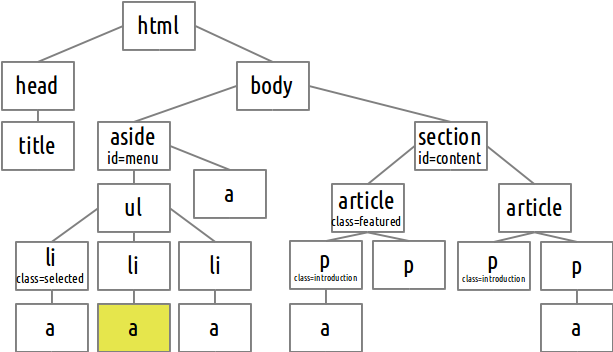 html
head
body
title
aside
id=menu
section
id=content
ul
a
article
class=featured
article
li
class=selected
li
li
p
class=introduction
p
p
class=introduction
p
a
a
a
a
a